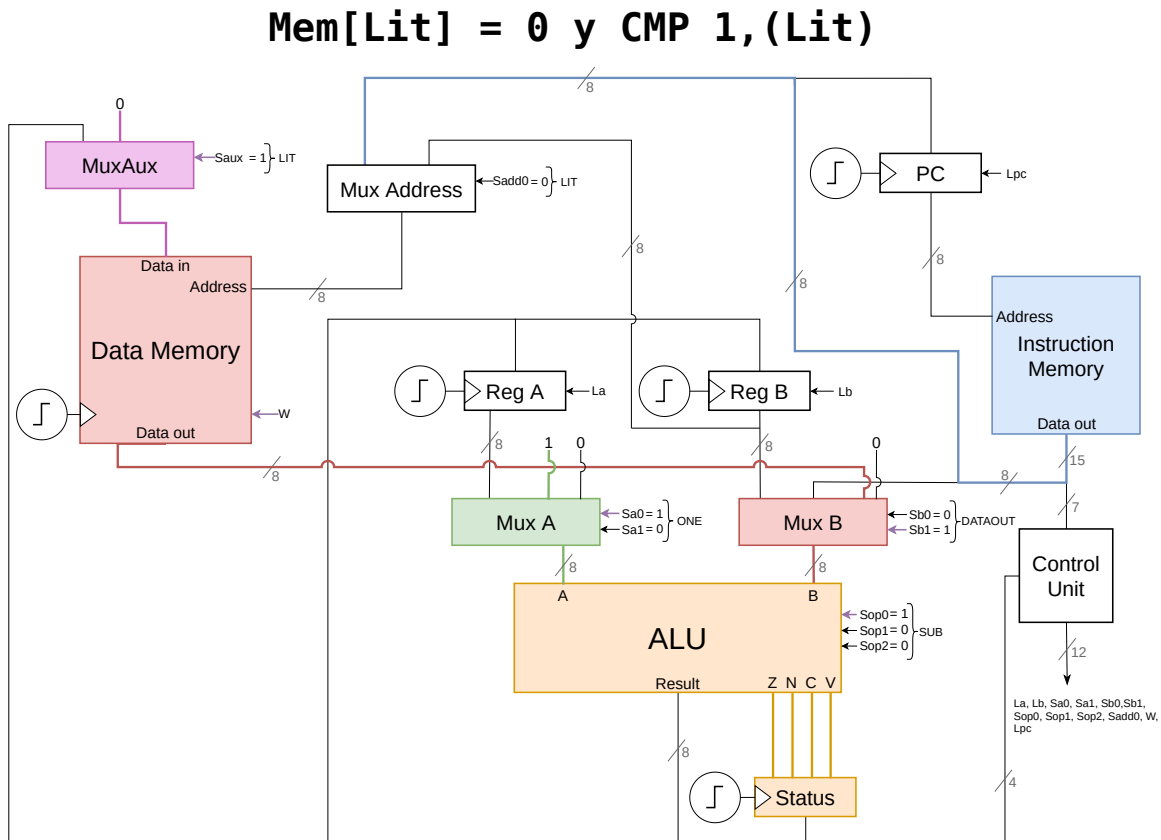 Mem[Lit] = 0 y CMP 1,(Lit)
8
0
MuxAux
Saux = 1 } LIT
Mux Address
Sadd0 = 0 } LIT
PC
Lpc
8
8
8
8
Data in
Address
Data Memory
Data out
W
8
Address
Instruction
Memory
Data out
15
Reg A
La
Reg B
Lb
8
1
0
8
0
8
7
Mux A
Sa0 = 1
Sa1 = 0
ONE
Mux B
Sb0 = 0
Sb1 = 1
DATAOUT
8
8
A
B
ALU
Result
Z N C V
Sop0 = 1
Sop1 = 0
Sop2 = 0
SUB
Control
Unit
12
La, Lb, Sa0, Sa1, Sb0,Sb1,
Sop0, Sop1, Sop2, Sadd0, W,
Lpc
8
Status
4